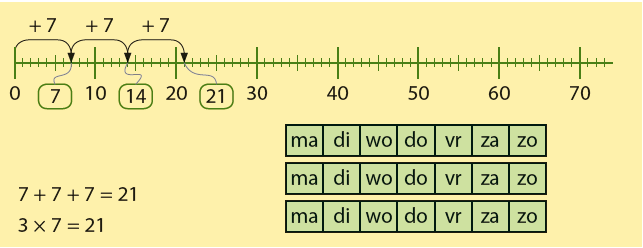 + 7 + 7 + 7
0 7 10 14 20 21 30 40 50 60 70
ma di wo do vr za zo
ma di wo do vr za zo
7 + 7 + 7 = 21
ma di wo do vr za zo
3 × 7 = 21